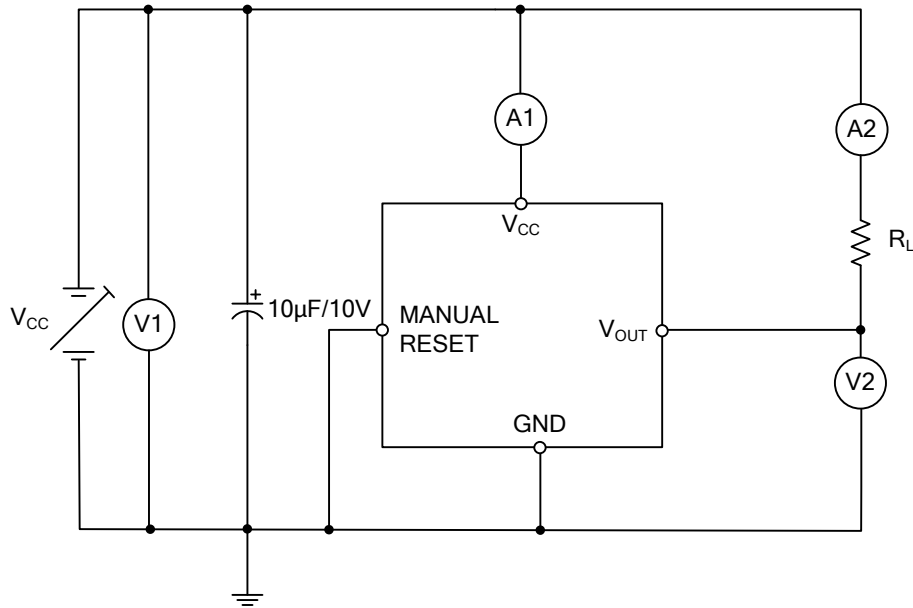 A1
A2
V<sub>CC</sub>
R<sub>L</sub>
V<sub>CC</sub>
V1
+
10µF/10V
MANUAL
RESET
V<sub>OUT</sub>
V2
GND